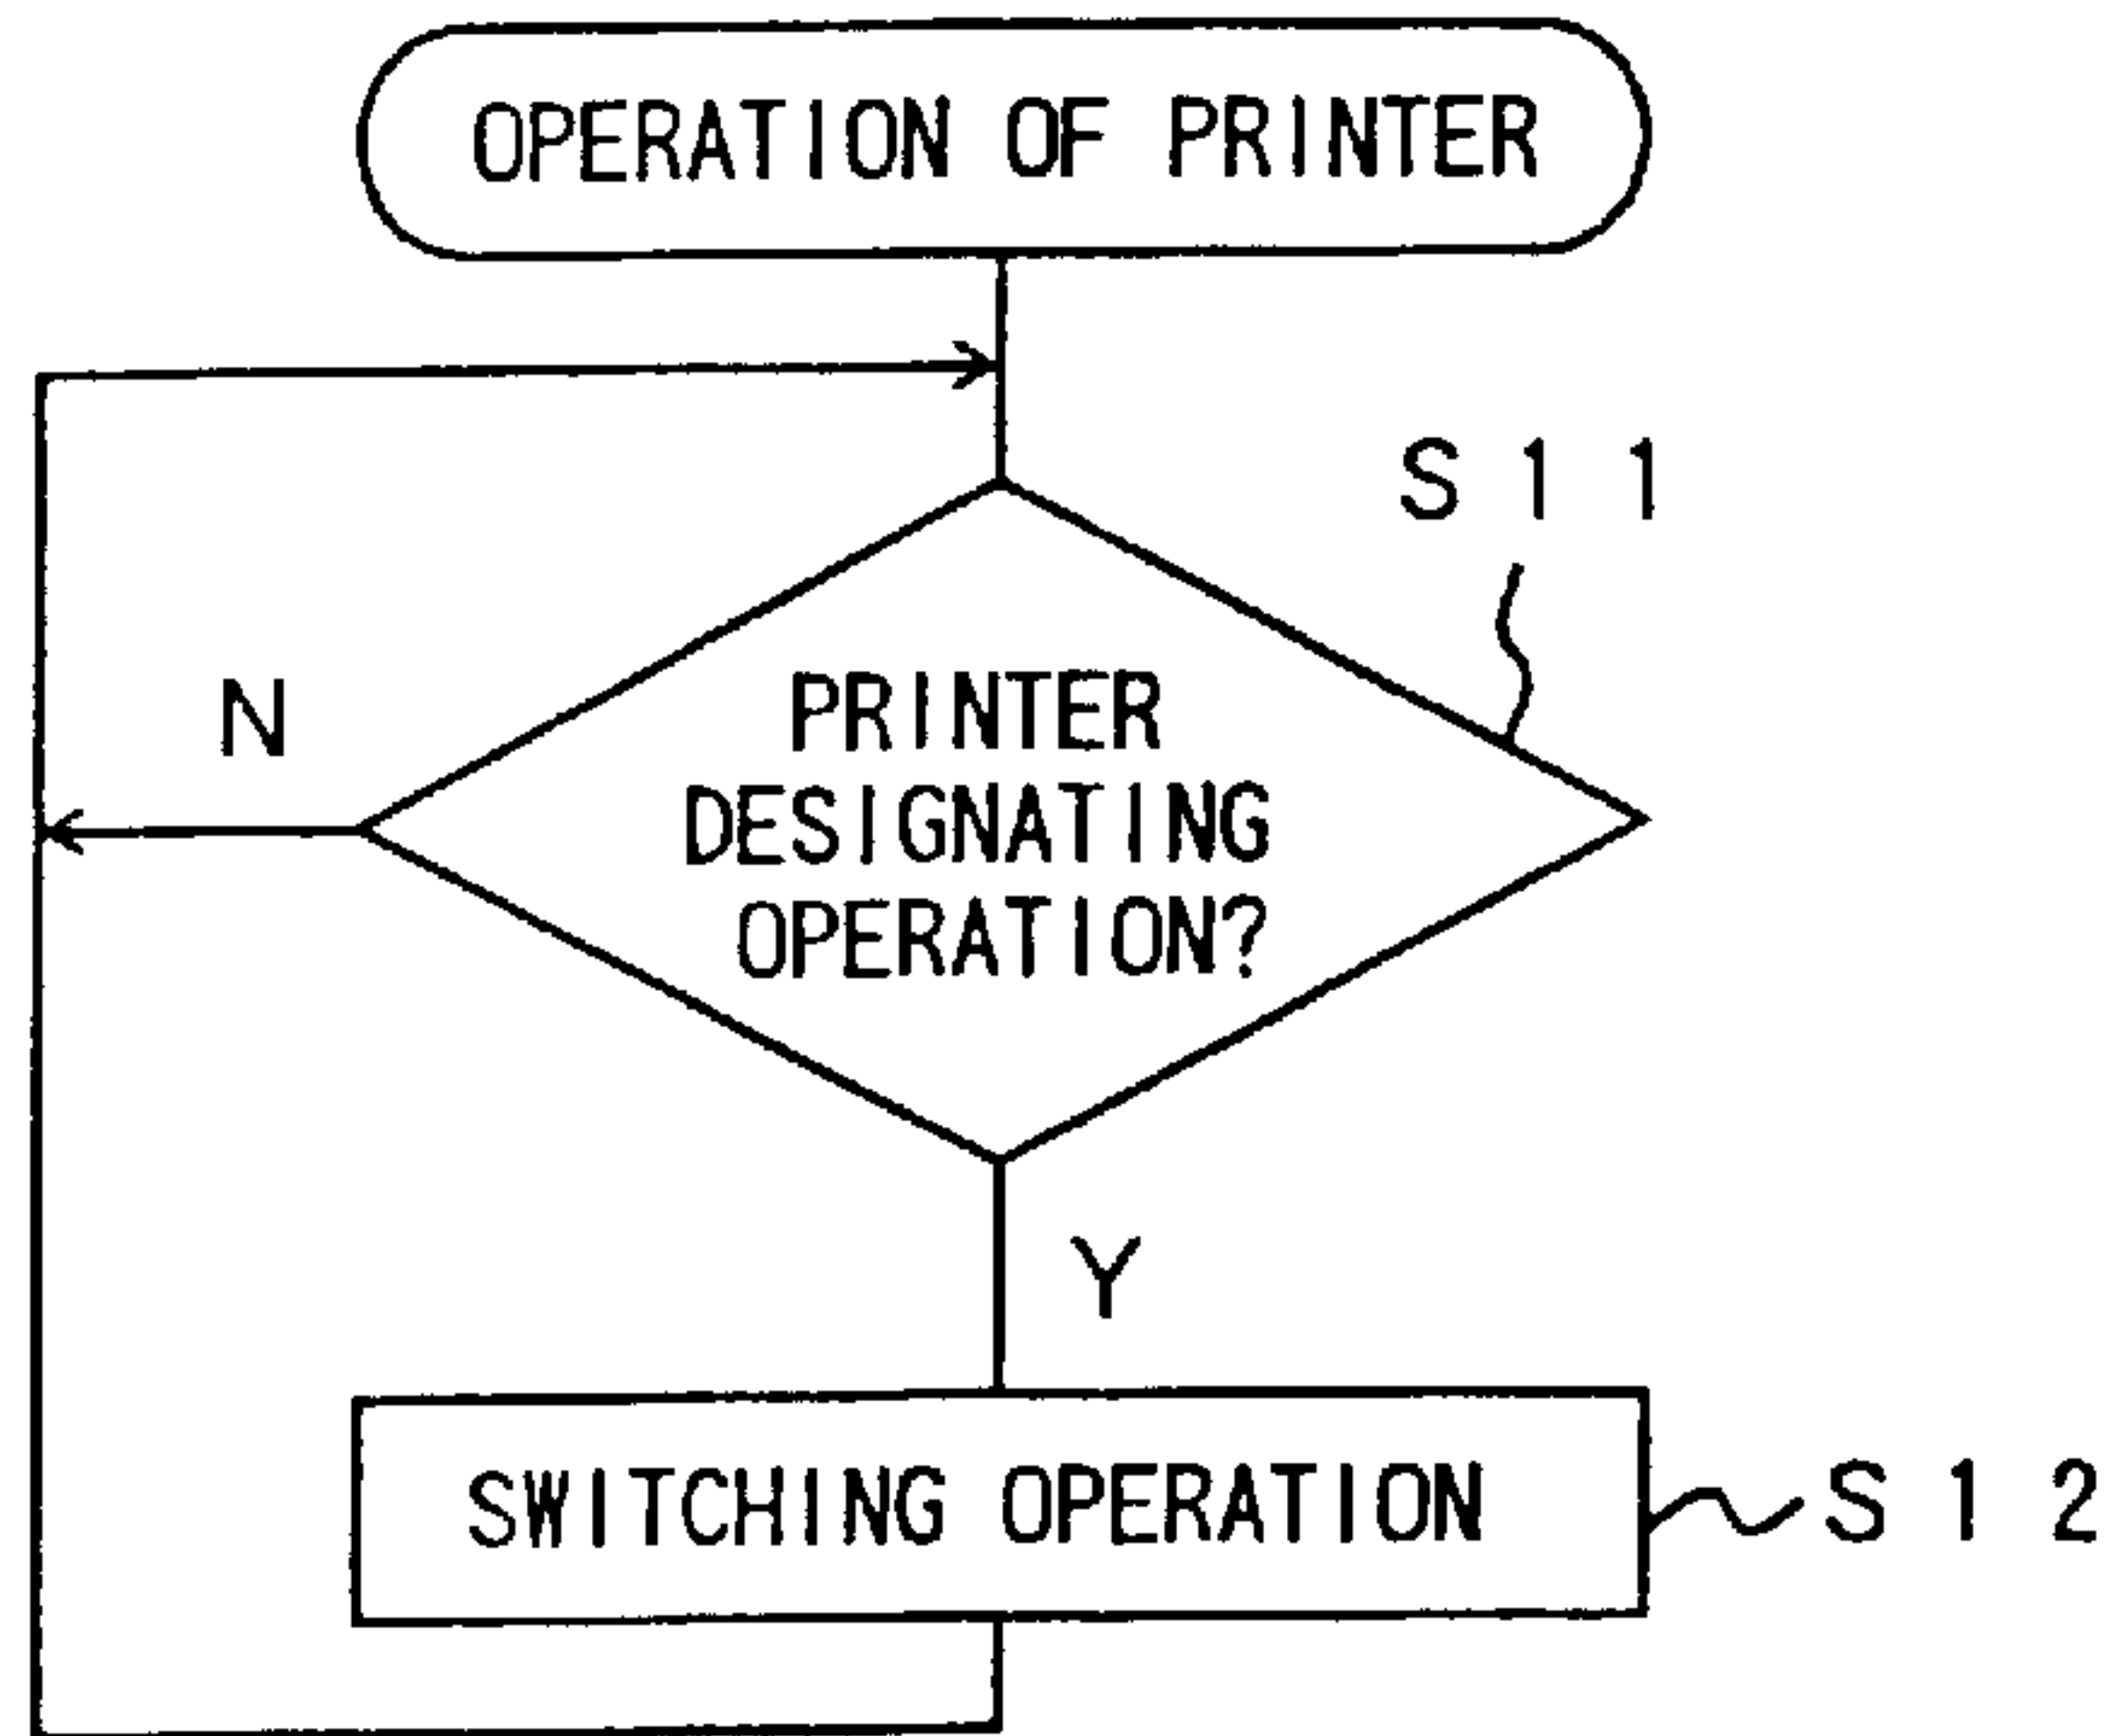 OPERATION OF PRINTER
S11
N
PRINTER
DESIGNATING
OPERATION?
Y
SWITCHING OPERATION
S12